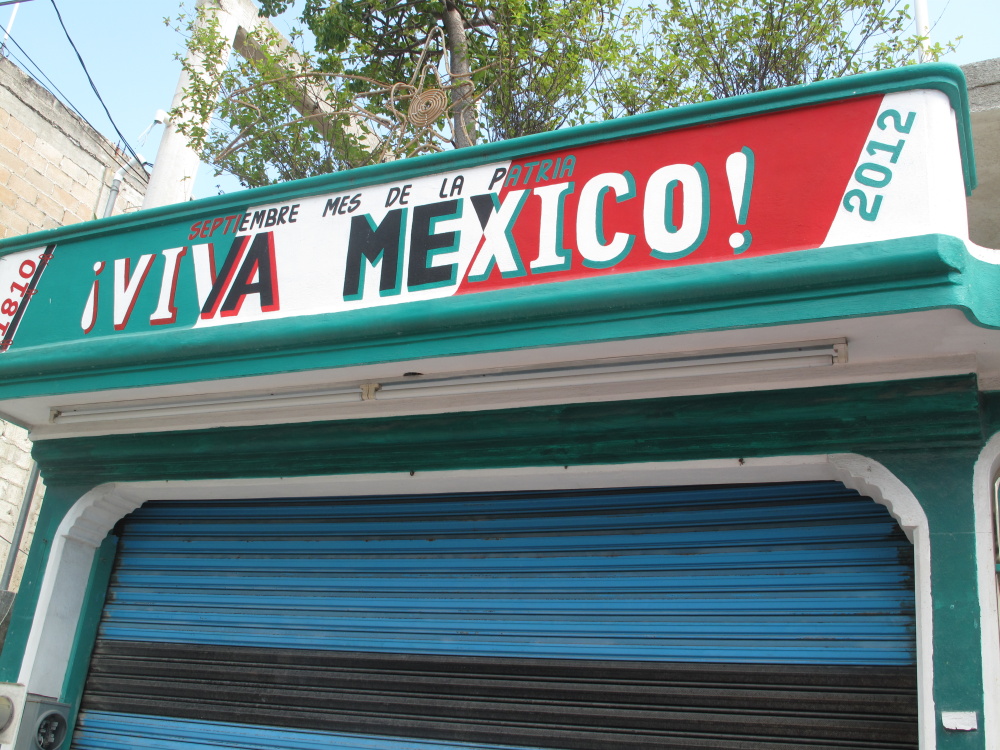 1810
SEPTIEMBRE MES DE LA PATRIA
¡VIVA MEXICO!
2012